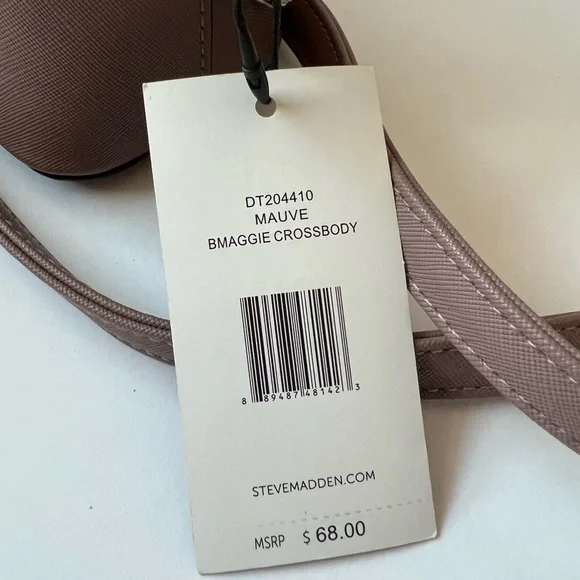 DT204410
MAUVE
BMAGGIE CROSSBODY
8 89487 48142 3
STEVEMADDEN.COM
MSRP $ 68.00